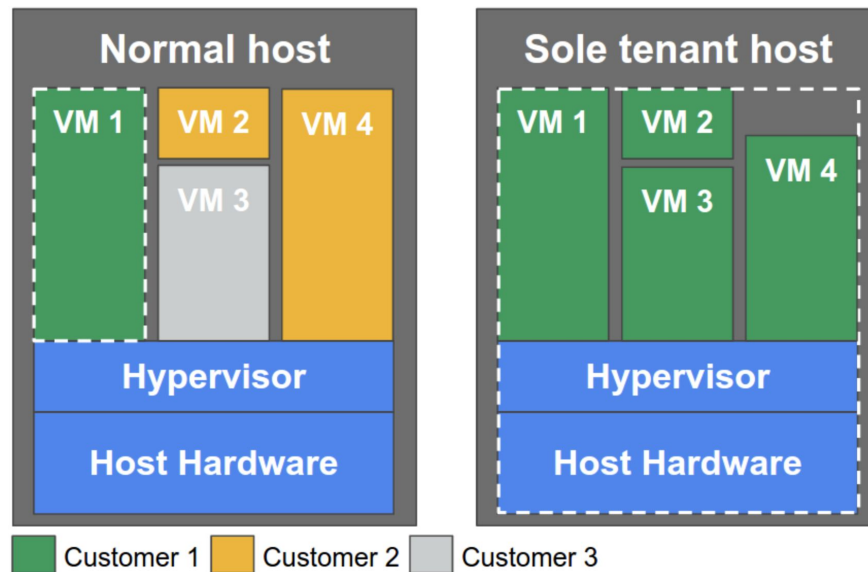 Normal host
VM 1
VM 2
VM 4
VM 3
Hypervisor
Host Hardware
Sole tenant host
VM 1
VM 2
VM 4
VM 3
Hypervisor
Host Hardware
Customer 1
Customer 2
Customer 3